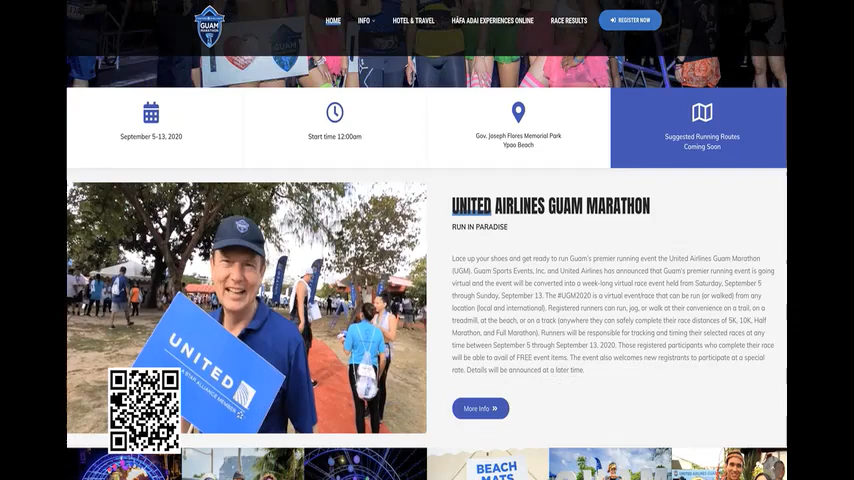 GUAM
MARATHON
HOME
INFO
HOTEL & TRAVEL
HÅFA ADAI EXPERIENCES ONLINE
RACE RESULTS
REGISTER NOW
GUAM
September 5-13, 2020
Start time 12:00am
Gov. Joseph Flores Memorial Park
Ypao Beach
Suggested Running Routes
Coming Soon
UNITED AIRLINES GUAM MARATHON
RUN IN PARADISE
Lace up your shoes and get ready to run Guam's premier running event the United Airlines Guam Marathon
(UGM). Guam Sports Events, Inc. and United Airlines has announced that Guam's premier running event is going
virtual and the event will be converted into a week-long virtual race event held from Saturday, September 5
through Sunday, September 13. The #UGM2020 is a virtual event/race that can be run (or walked) from any
location (local and international). Registered runners can run, jog, or walk at their convenience on a trail, on a
treadmill, at the beach, or on a track (anywhere they can safely complete their race distances of 5K, 10K, Half
Marathon, and Full Marathon). Runners will be responsible for tracking and timing their selected races at any
time between September 5 through September 13, 2020. Those registered participants who complete their race
will be able to avail of FREE event items. The event also welcomes new registrants to participate at a special
rate. Details will be announced at a later time.
More Info
UNITED
A STAR ALLIANCE MEMBER
BEACH
MATS